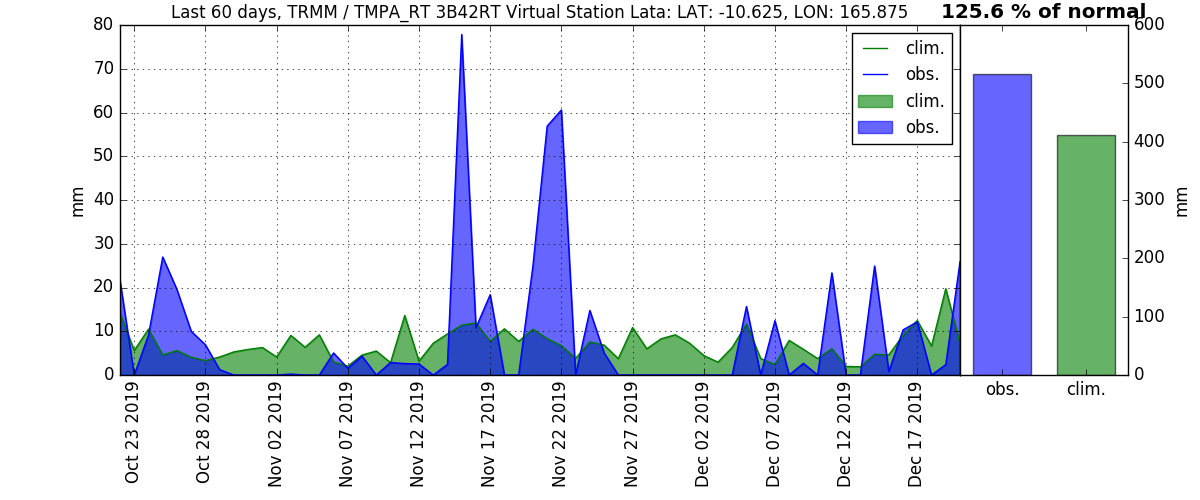 Last 60 days, TRMM / TMPA_RT 3B42RT Virtual Station Lata: LAT: -10.625, LON: 165.875
125.6 % of normal
80
70
60
50
40
30
20
10
0
mm
clim.
obs.
clim.
obs.
600
500
400
300
200
100
0
mm
obs.
clim.
Oct 23 2019
Oct 28 2019
Nov 02 2019
Nov 07 2019
Nov 12 2019
Nov 17 2019
Nov 22 2019
Nov 27 2019
Dec 02 2019
Dec 07 2019
Dec 12 2019
Dec 17 2019